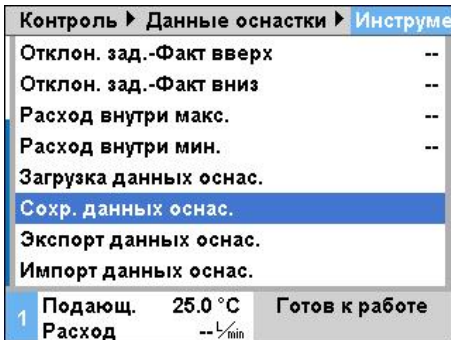 Контроль ▶ Данные оснастки ▶ Инструме
Отклон. зад.-Факт вверх --
Отклон. зад.-Факт вниз --
Расход внутри макс. --
Расход внутри мин. --
Загрузка данных оснас.
Сохр. данных оснас.
Экспорт данных оснас.
Импорт данных оснас.
1 Подающ. 25.0 °C Готов к работе
Расход -- L/min